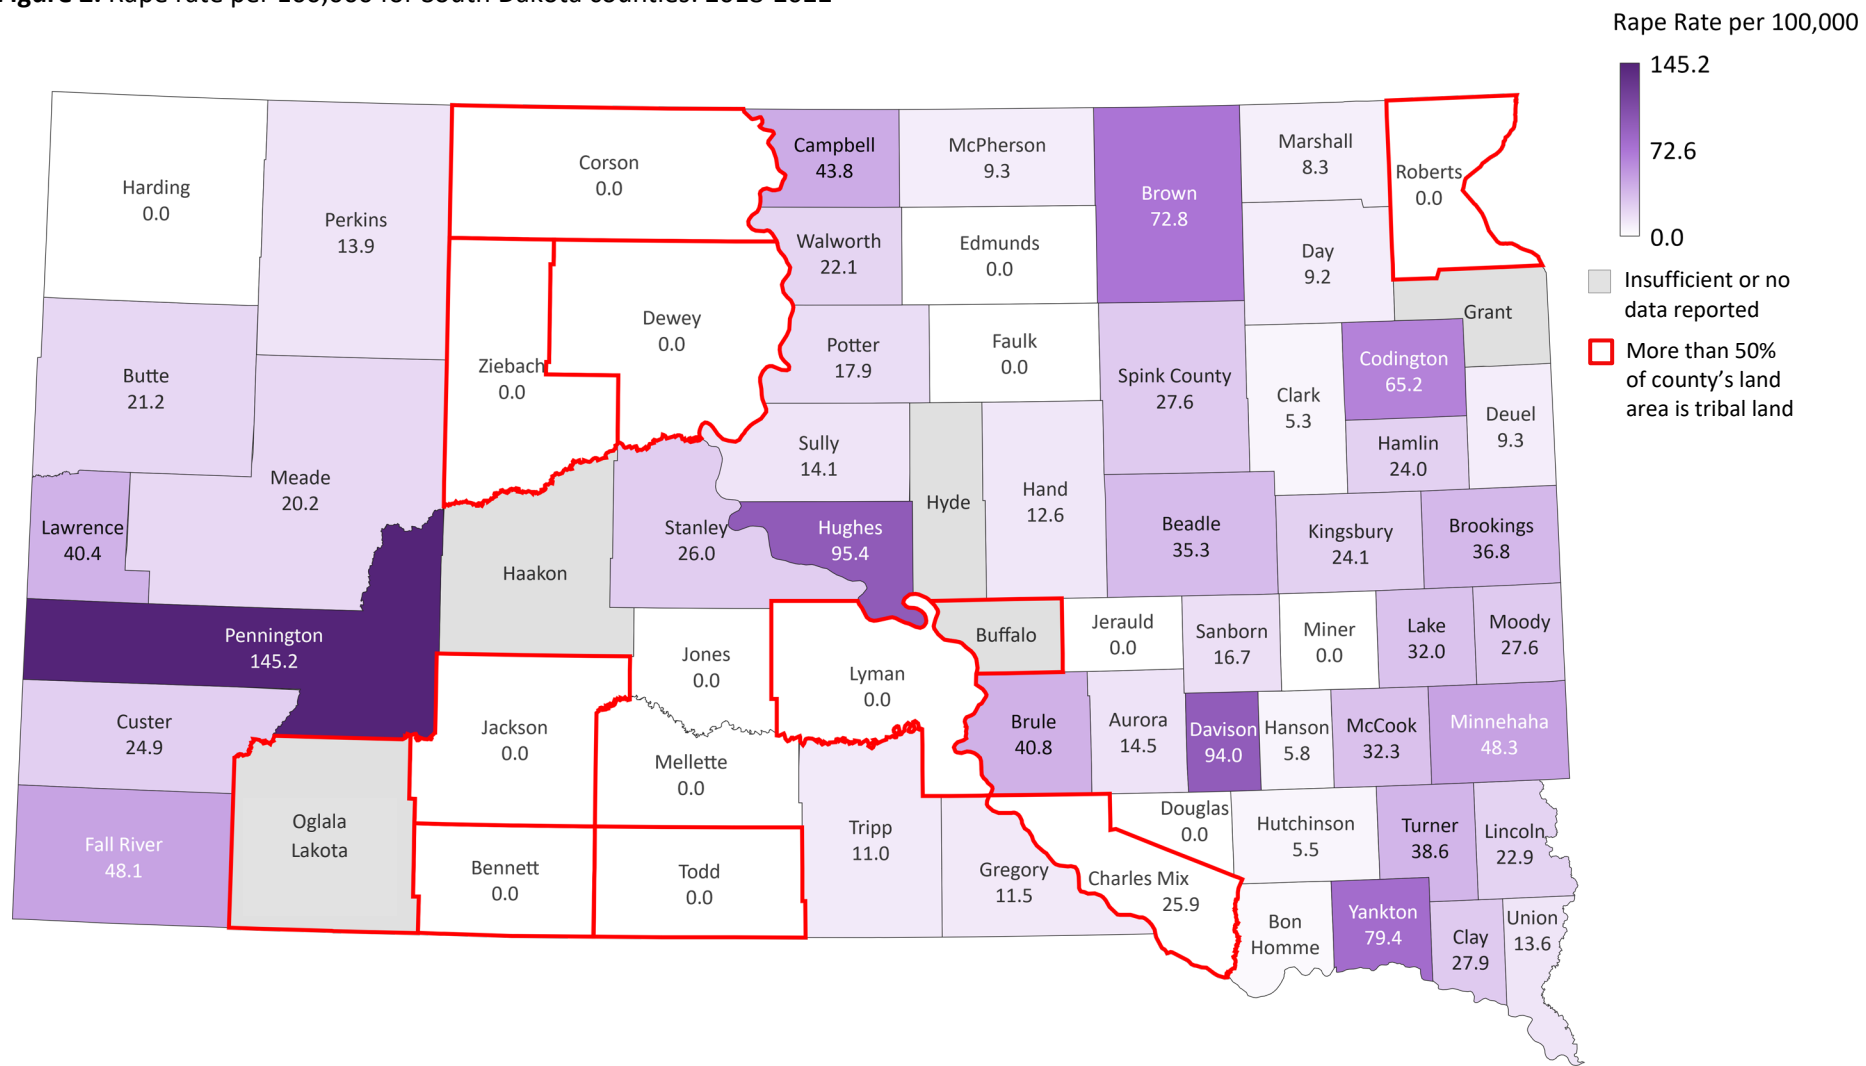 Rape Rate per 100,000
145.2
72.6
0.0
Insufficient or no
data reported
More than 50%
of county's land
area is tribal land
Harding
0.0
Perkins
13.9
Corson
0.0
Campbell
43.8
McPherson
9.3
Brown
72.8
Marshall
8.3
Roberts
0.0
Walworth
22.1
Edmunds
0.0
Day
9.2
Grant
Butte
21.2
Ziebach
0.0
Dewey
0.0
Potter
17.9
Faulk
0.0
Spink County
27.6
Clark
5.3
Codington
65.2
Deuel
9.3
Hamlin
24.0
Meade
20.2
Sully
14.1
Hyde
Hand
12.6
Lawrence
40.4
Haakon
Stanley
26.0
Hughes
95.4
Beadle
35.3
Kingsbury
24.1
Brookings
36.8
Pennington
145.2
Jones
0.0
Lyman
0.0
Buffalo
Jerauld
0.0
Sanborn
16.7
Miner
0.0
Lake
32.0
Moody
27.6
Custer
24.9
Jackson
0.0
Mellette
0.0
Brule
40.8
Aurora
14.5
Davison
94.0
Hanson
5.8
McCook
32.3
Minnehaha
48.3
Fall River
48.1
Oglala
Lakota
Bennett
0.0
Todd
0.0
Tripp
11.0
Gregory
11.5
Charles Mix
25.9
Douglas
0.0
Hutchinson
5.5
Turner
38.6
Lincoln
22.9
Bon
Homme
Yankton
79.4
Clay
27.9
Union
13.6